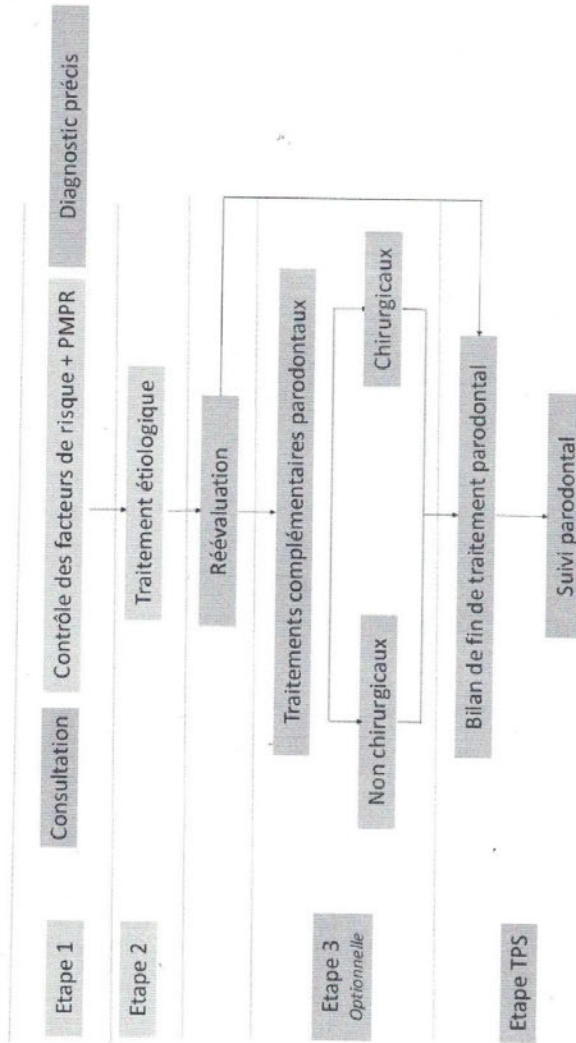 Etape 1
Consultation
Contrôle des facteurs de risque + PMPR
Diagnostic précis
Etape 2
Traitement étiologique
Réévaluation
Etape 3
Optionnelle
Traitements complémentaires parodontaux
Non chirurgicaux
Chirurgicaux
Etape TPS
Bilan de fin de traitement parodontal
Suivi parodontal